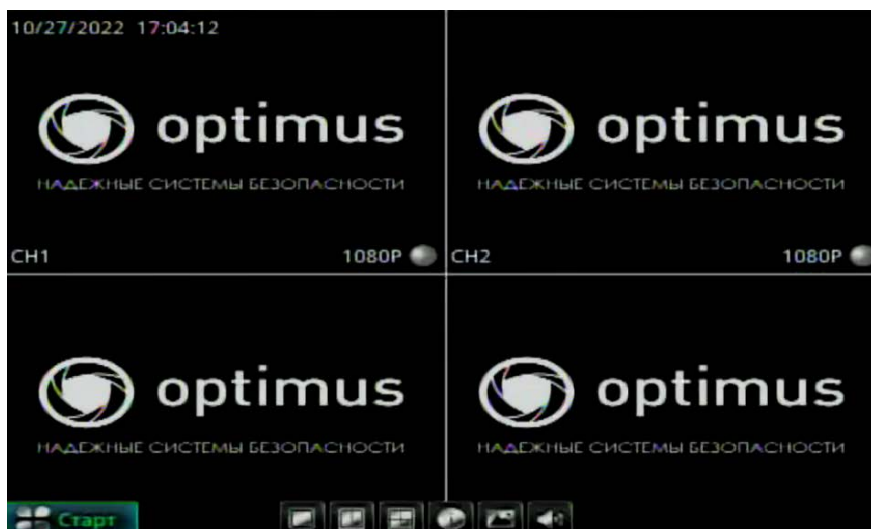 10/27/2022 17:04:12
optimus
НАДЕЖНЫЕ СИСТЕМЫ БЕЗОПАСНОСТИ
CH1 1080P
optimus
НАДЕЖНЫЕ СИСТЕМЫ БЕЗОПАСНОСТИ
CH2 1080P
optimus
НАДЕЖНЫЕ СИСТЕМЫ БЕЗОПАСНОСТИ
optimus
НАДЕЖНЫЕ СИСТЕМЫ БЕЗОПАСНОСТИ
Старт